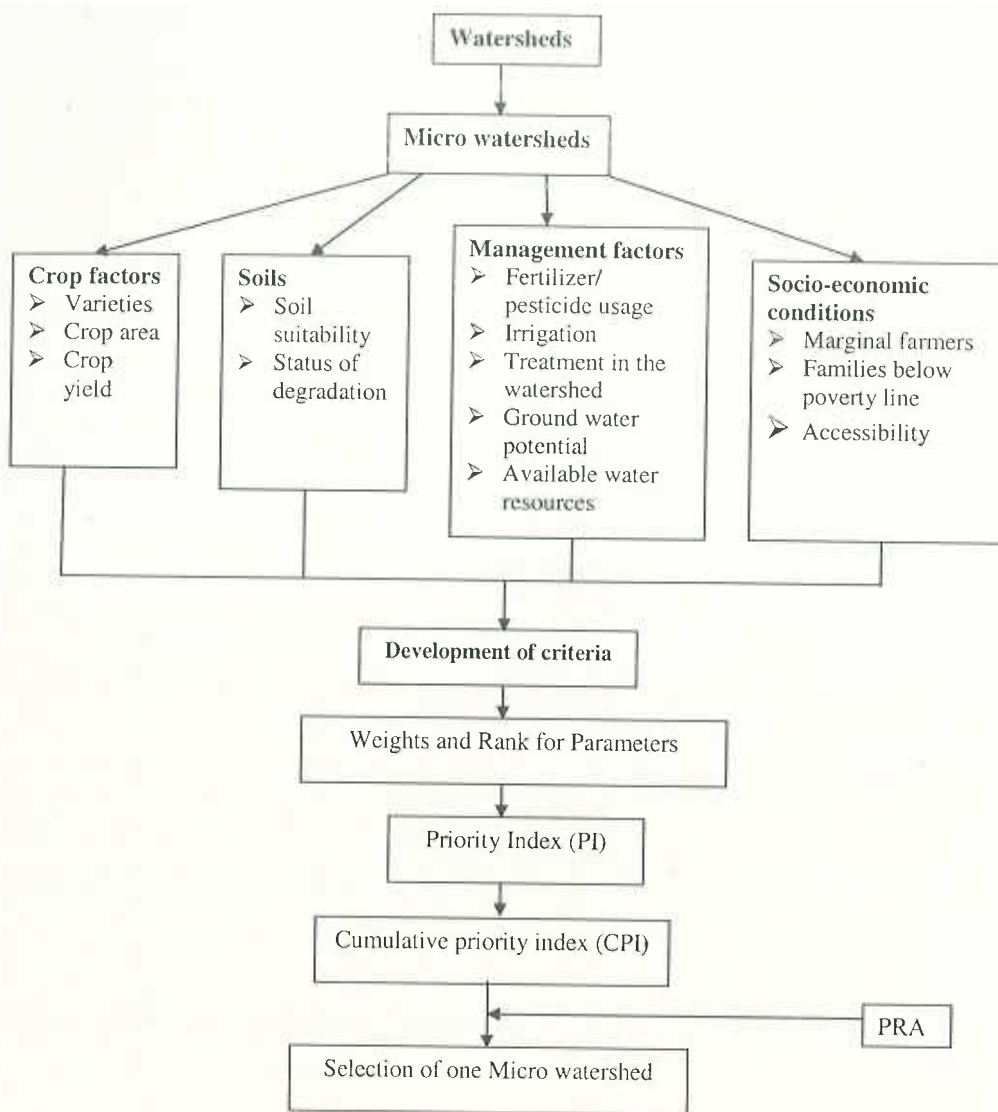 Watersheds
Micro watersheds
Crop factors
➢ Varieties
➢ Crop area
➢ Crop
yield
Soils
➢ Soil
suitability
➢ Status of
degradation
Management factors
➢ Fertilizer/
pesticide usage
➢ Irrigation
➢ Treatment in the
watershed
➢ Ground water
potential
➢ Available water
resources
Socio-economic
conditions
➢ Marginal farmers
➢ Families below
poverty line
➢ Accessibility
Development of criteria
Weights and Rank for Parameters
Priority Index (PI)
Cumulative priority index (CPI)
PRA
Selection of one Micro watershed